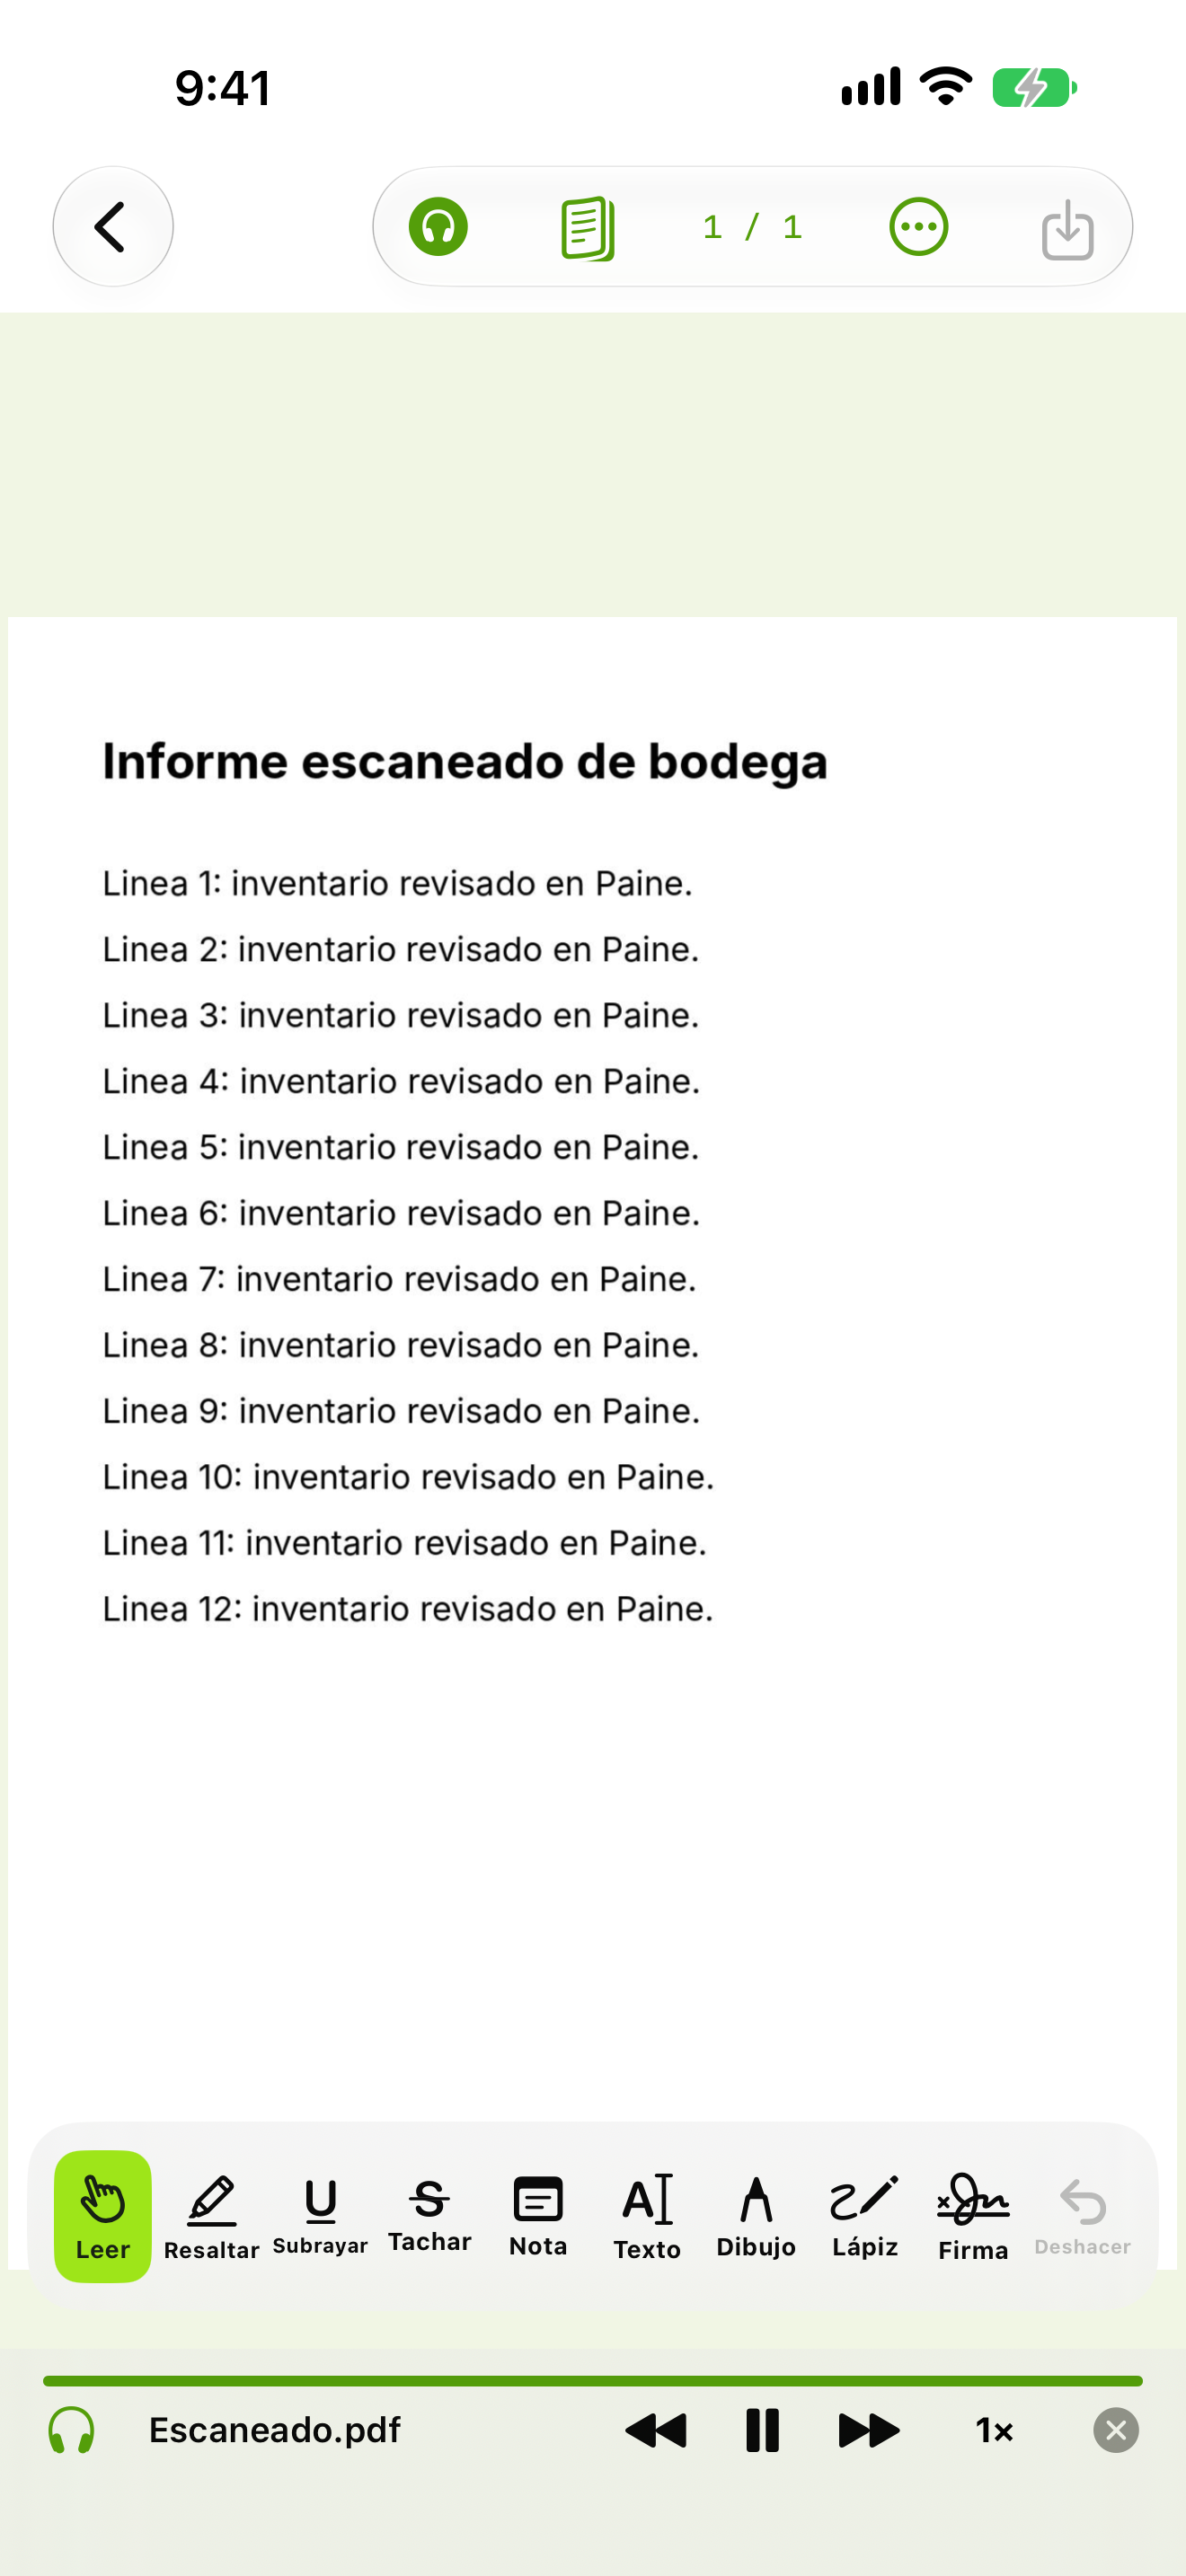 9:41
1 / 1
Informe escaneado de bodega
Linea 1: inventario revisado en Paine.
Linea 2: inventario revisado en Paine.
Linea 3: inventario revisado en Paine.
Linea 4: inventario revisado en Paine.
Linea 5: inventario revisado en Paine.
Linea 6: inventario revisado en Paine.
Linea 7: inventario revisado en Paine.
Linea 8: inventario revisado en Paine.
Linea 9: inventario revisado en Paine.
Linea 10: inventario revisado en Paine.
Linea 11: inventario revisado en Paine.
Linea 12: inventario revisado en Paine.
Leer Resaltar Subrayar Tachar Nota Texto Dibujo Lápiz Firma Deshacer
Escaneado.pdf 1×